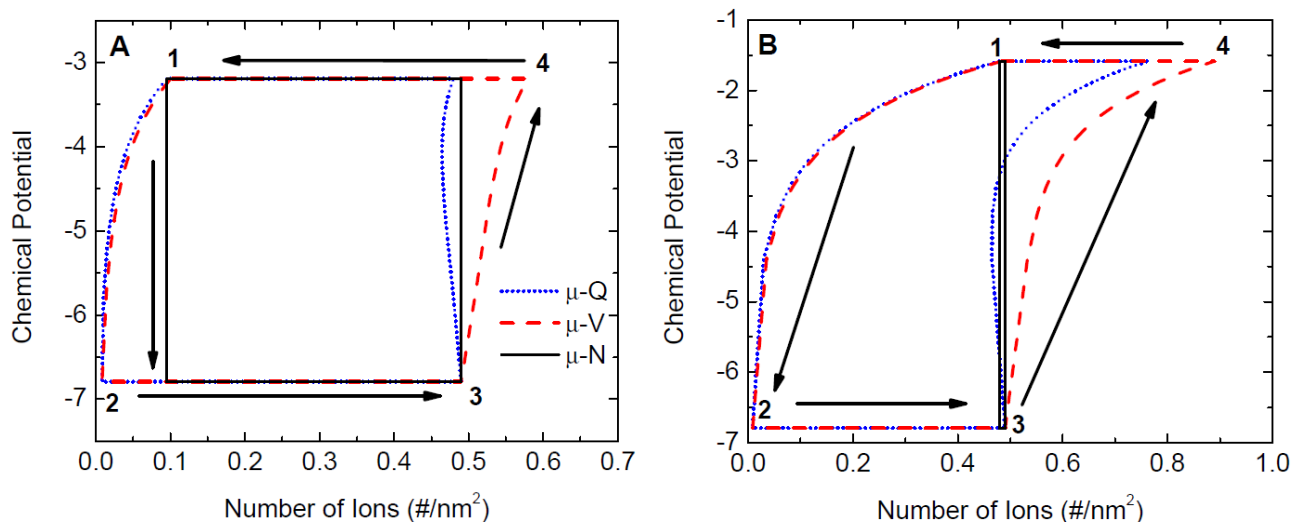 A
1
4
2
3
-3
-4
-5
-6
-7
0.0 0.1 0.2 0.3 0.4 0.5 0.6 0.7
Chemical Potential
Number of Ions (#/nm²)
μ-Q
μ-V
μ-N
B
1
4
2
3
-1
-2
-3
-4
-5
-6
-7
0.0 0.2 0.4 0.6 0.8 1.0
Chemical Potential
Number of Ions (#/nm²)